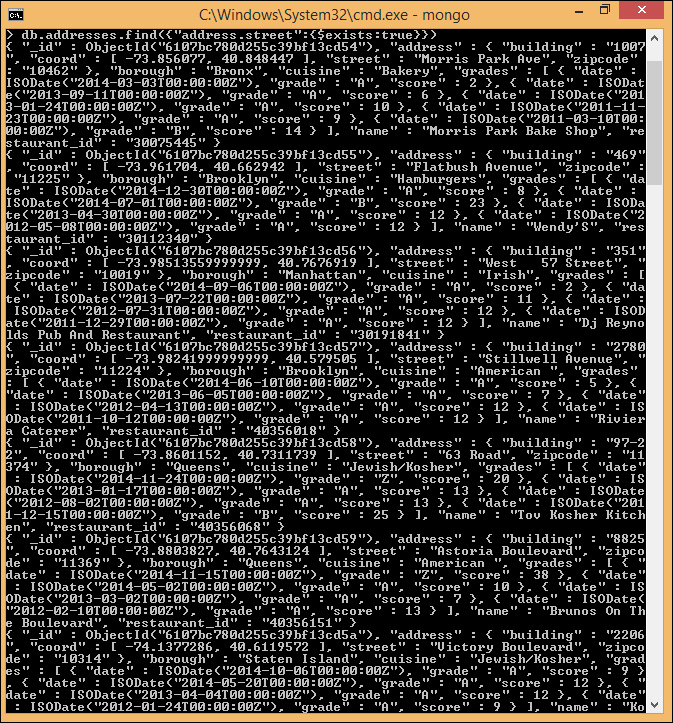 C:\Windows\System32\cmd.exe - mongo
> db.addresses.find({"address.street":{$exists:true}})
{ "_id" : ObjectId("6107bc780d255c39bf13cd54"), "address" : { "building" : "1007
", "coord" : [ -73.856077, 40.848447 ], "street" : "Morris Park Ave", "zipcode"
: "10462" }, "borough" : "Bronx", "cuisine" : "Bakery", "grades" : [ { "date" :
ISODate("2014-03-03T00:00:00Z"), "grade" : "A", "score" : 2 }, { "date" : ISODat
e("2013-09-11T00:00:00Z"), "grade" : "A", "score" : 6 }, { "date" : ISODate("201
3-01-24T00:00:00Z"), "grade" : "A", "score" : 10 }, { "date" : ISODate("2011-11-
23T00:00:00Z"), "grade" : "A", "score" : 9 }, { "date" : ISODate("2011-03-10T00:
00:00Z"), "grade" : "B", "score" : 14 } ], "name" : "Morris Park Bake Shop", "re
staurant_id" : "30075445" }
{ "_id" : ObjectId("6107bc780d255c39bf13cd55"), "address" : { "building" : "469"
, "coord" : [ -73.961704, 40.662942 ], "street" : "Flatbush Avenue", "zipcode" :
"11225" }, "borough" : "Brooklyn", "cuisine" : "Hamburgers", "grades" : [ { "da
te" : ISODate("2014-12-30T00:00:00Z"), "grade" : "A", "score" : 8 }, { "date" :
ISODate("2014-07-01T00:00:00Z"), "grade" : "B", "score" : 23 }, { "date" : ISODa
te("2013-04-30T00:00:00Z"), "grade" : "A", "score" : 12 }, { "date" : ISODate("2
012-05-08T00:00:00Z"), "grade" : "A", "score" : 12 } ], "name" : "Wendy'S", "res
taurant_id" : "30112340" }
{ "_id" : ObjectId("6107bc780d255c39bf13cd56"), "address" : { "building" : "351"
, "coord" : [ -73.98513559999999, 40.7676919 ], "street" : "West   57 Street", "
zipcode" : "10019" }, "borough" : "Manhattan", "cuisine" : "Irish", "grades" : [
{ "date" : ISODate("2014-09-06T00:00:00Z"), "grade" : "A", "score" : 2 }, { "da
te" : ISODate("2013-07-22T00:00:00Z"), "grade" : "A", "score" : 11 }, { "date" :
ISODate("2012-07-31T00:00:00Z"), "grade" : "A", "score" : 12 }, { "date" : ISOD
ate("2011-12-29T00:00:00Z"), "grade" : "A", "score" : 12 } ], "name" : "Dj Reyno
lds Pub And Restaurant", "restaurant_id" : "30191841" }
{ "_id" : ObjectId("6107bc780d255c39bf13cd57"), "address" : { "building" : "2780
", "coord" : [ -73.98241999999999, 40.579505 ], "street" : "Stillwell Avenue", "
zipcode" : "11224" }, "borough" : "Brooklyn", "cuisine" : "American ", "grades"
: [ { "date" : ISODate("2014-06-10T00:00:00Z"), "grade" : "A", "score" : 5 }, {
"date" : ISODate("2013-06-05T00:00:00Z"), "grade" : "A", "score" : 7 }, { "date"
: ISODate("2012-04-13T00:00:00Z"), "grade" : "A", "score" : 12 }, { "date" : IS
ODate("2011-10-12T00:00:00Z"), "grade" : "A", "score" : 12 } ], "name" : "Rivier
a Caterer", "restaurant_id" : "40356018" }
{ "_id" : ObjectId("6107bc780d255c39bf13cd58"), "address" : { "building" : "97-2
2", "coord" : [ -73.8601152, 40.7311739 ], "street" : "63 Road", "zipcode" : "11
374" }, "borough" : "Queens", "cuisine" : "Jewish/Kosher", "grades" : [ { "date"
: ISODate("2014-11-24T00:00:00Z"), "grade" : "Z", "score" : 20 }, { "date" : IS
ODate("2013-01-17T00:00:00Z"), "grade" : "A", "score" : 13 }, { "date" : ISODate
("2012-08-02T00:00:00Z"), "grade" : "A", "score" : 13 }, { "date" : ISODate("201
1-12-15T00:00:00Z"), "grade" : "B", "score" : 25 } ], "name" : "Tov Kosher Kitch
en", "restaurant_id" : "40356068" }
{ "_id" : ObjectId("6107bc780d255c39bf13cd59"), "address" : { "building" : "8825
", "coord" : [ -73.8803827, 40.7643124 ], "street" : "Astoria Boulevard", "zipco
de" : "11369" }, "borough" : "Queens", "cuisine" : "American ", "grades" : [ { "
date" : ISODate("2014-11-15T00:00:00Z"), "grade" : "Z", "score" : 38 }, { "date"
: ISODate("2014-05-02T00:00:00Z"), "grade" : "A", "score" : 10 }, { "date" : IS
ODate("2013-03-02T00:00:00Z"), "grade" : "A", "score" : 7 }, { "date" : ISODate(
"2012-02-10T00:00:00Z"), "grade" : "A", "score" : 13 } ], "name" : "Brunos On Th
e Boulevard", "restaurant_id" : "40356151" }
{ "_id" : ObjectId("6107bc780d255c39bf13cd5a"), "address" : { "building" : "2206
", "coord" : [ -74.1377286, 40.6119572 ], "street" : "Victory Boulevard", "zipco
de" : "10314" }, "borough" : "Staten Island", "cuisine" : "Jewish/Kosher", "grad
es" : [ { "date" : ISODate("2014-10-06T00:00:00Z"), "grade" : "A", "score" : 9 }
, { "date" : ISODate("2014-05-20T00:00:00Z"), "grade" : "A", "score" : 12 }, { "
date" : ISODate("2013-04-04T00:00:00Z"), "grade" : "A", "score" : 12 }, { "date"
: ISODate("2012-01-24T00:00:00Z"), "grade" : "A", "score" : 9 } ], "name" : "Ko